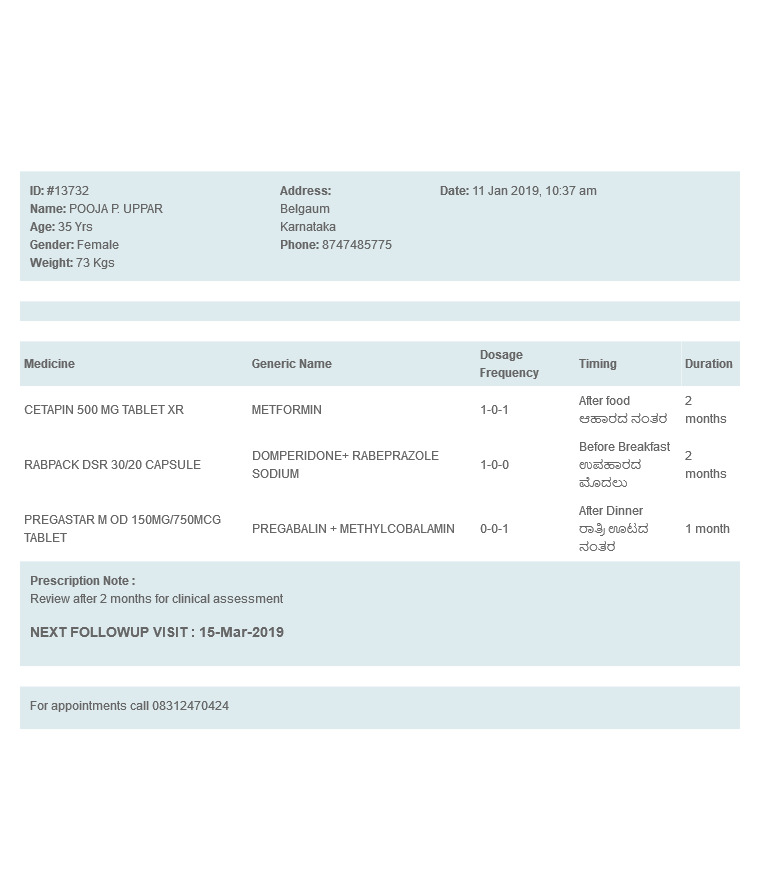 ID: #13732
Name: POOJA P. UPPAR
Age: 35 Yrs
Gender: Female
Weight: 73 Kgs
Address:
Belgaum
Karnataka
Phone: 8747485775
Date: 11 Jan 2019, 10:37 am
Medicine Generic Name Dosage Frequency Timing Duration
CETAPIN 500 MG TABLET XR METFORMIN 1-0-1 After food ಆಹಾರದ ನಂತರ 2 months
RABPACK DSR 30/20 CAPSULE DOMPERIDONE+ RABEPRAZOLE SODIUM 1-0-0 Before Breakfast ಉಪಹಾರದ ಮೊದಲು 2 months
PREGASTAR M OD 150MG/750MCG TABLET PREGABALIN + METHYLCOBALAMIN 0-0-1 After Dinner ರಾತ್ರಿ ಊಟದ ನಂತರ 1 month
Prescription Note :
Review after 2 months for clinical assessment
NEXT FOLLOWUP VISIT : 15-Mar-2019
For appointments call 08312470424